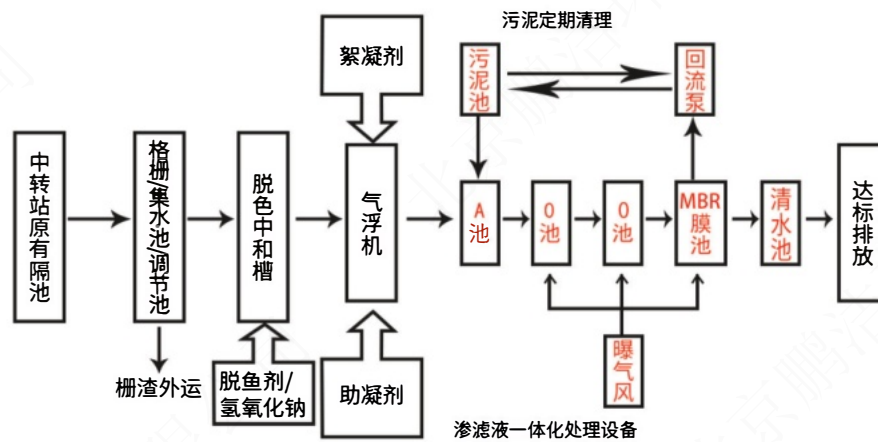 污泥定期清理
絮凝剂
污泥池
回流泵
中转站原有隔池
格栅/集水池/调节池
脱色中和槽
气浮机
A池
O池
O池
MBR膜池
清水池
达标排放
栅渣外运
脱鱼剂/
氢氧化钠
助凝剂
曝气风
渗滤液一体化处理设备